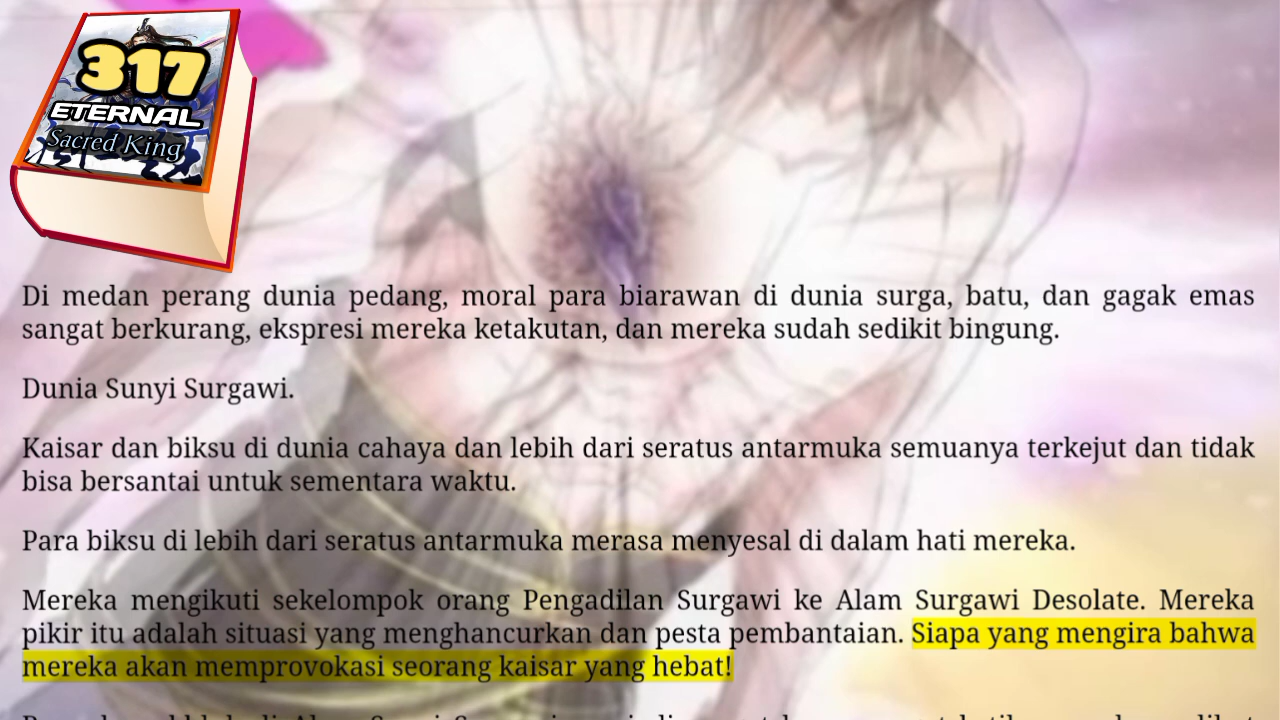 317
ETERNAL
Sacred King
Di medan perang dunia pedang, moral para biarawan di dunia surga, batu, dan gagak emas
sangat berkurang, ekspresi mereka ketakutan, dan mereka sudah sedikit bingung.
Dunia Sunyi Surgawi.
Kaisar dan biksu di dunia cahaya dan lebih dari seratus antarmuka semuanya terkejut dan tidak
bisa bersantai untuk sementara waktu.
Para biksu di lebih dari seratus antarmuka merasa menyesal di dalam hati mereka.
Mereka mengikuti sekelompok orang Pengadilan Surgawi ke Alam Surgawi Desolate. Mereka
pikir itu adalah situasi yang menghancurkan dan pesta pembantaian. Siapa yang mengira bahwa
mereka akan memprovokasi seorang kaisar yang hebat!